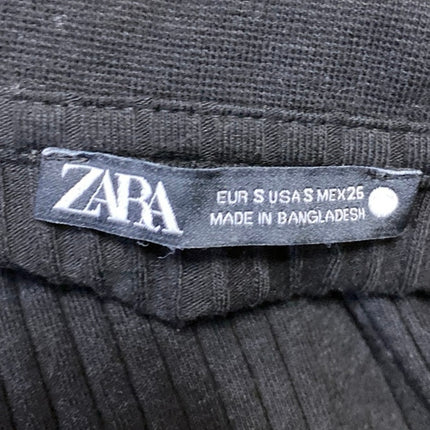 ZARA
EUR S USA S MEX 26
MADE IN BANGLADESH